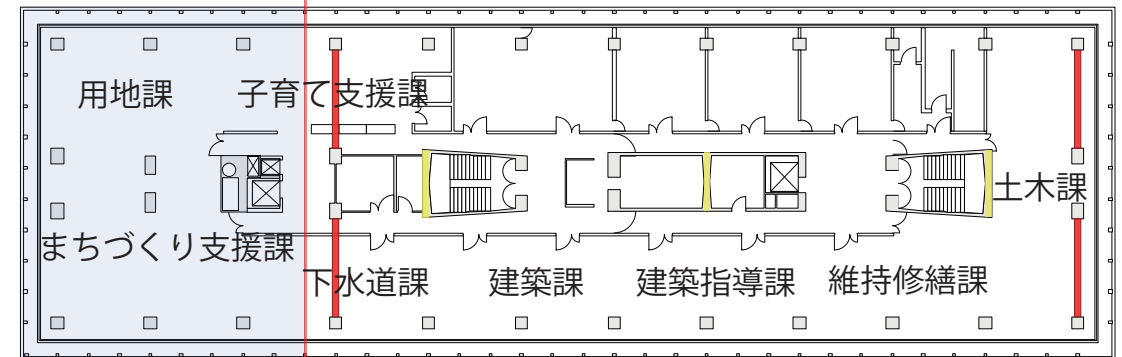 用地課
子育て支援課
土木課
まちづくり支援課
下水道課
建築課
建築指導課
維持修繕課